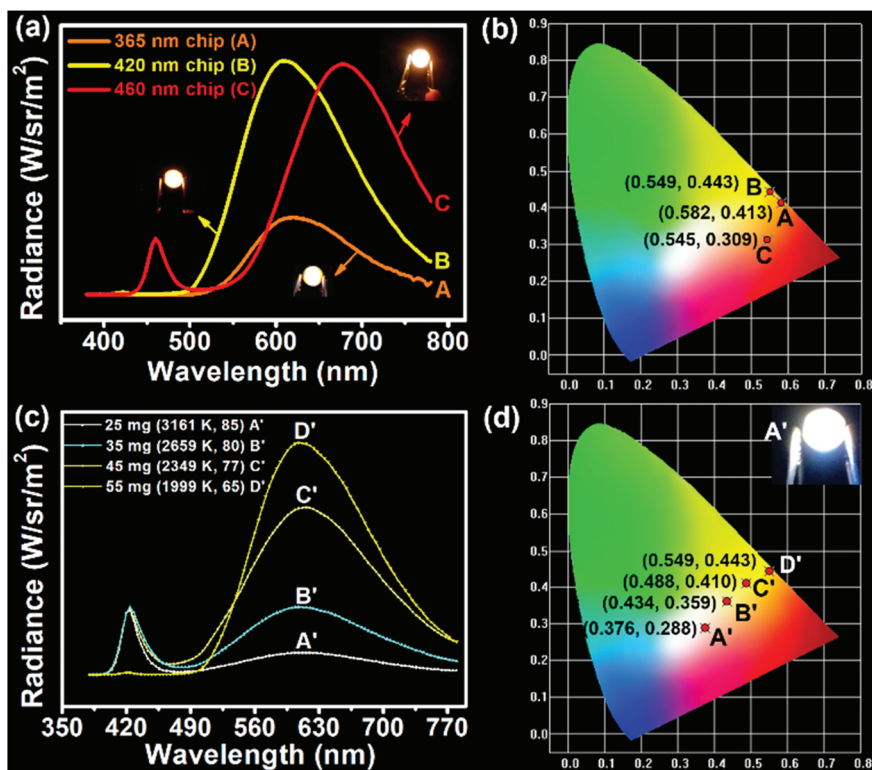 (a)
365 nm chip (A)
420 nm chip (B)
460 nm chip (C)
C
B
A
Radiance (W/sr/m²)
400 500 600 700 800
Wavelength (nm)
(b)
0.9
0.8
0.7
0.6
0.5
0.4
0.3
0.2
0.1
0.0
B
(0.549, 0.443)
A
(0.582, 0.413)
(0.545, 0.309)
C
0.0 0.1 0.2 0.3 0.4 0.5 0.6 0.7 0.8
(c)
25 mg (3161 K, 85) A'
35 mg (2659 K, 80) B'
45 mg (2349 K, 77) C'
55 mg (1999 K, 65) D'
D'
C'
B'
A'
Radiance (W/sr/m²)
350 420 490 560 630 700 770
Wavelength (nm)
(d)
A'
0.9
0.8
0.7
0.6
0.5
0.4
0.3
0.2
0.1
0.0
(0.549, 0.443) D'
(0.488, 0.410) C'
(0.434, 0.359) B'
(0.376, 0.288) A'
0.0 0.1 0.2 0.3 0.4 0.5 0.6 0.7 0.8